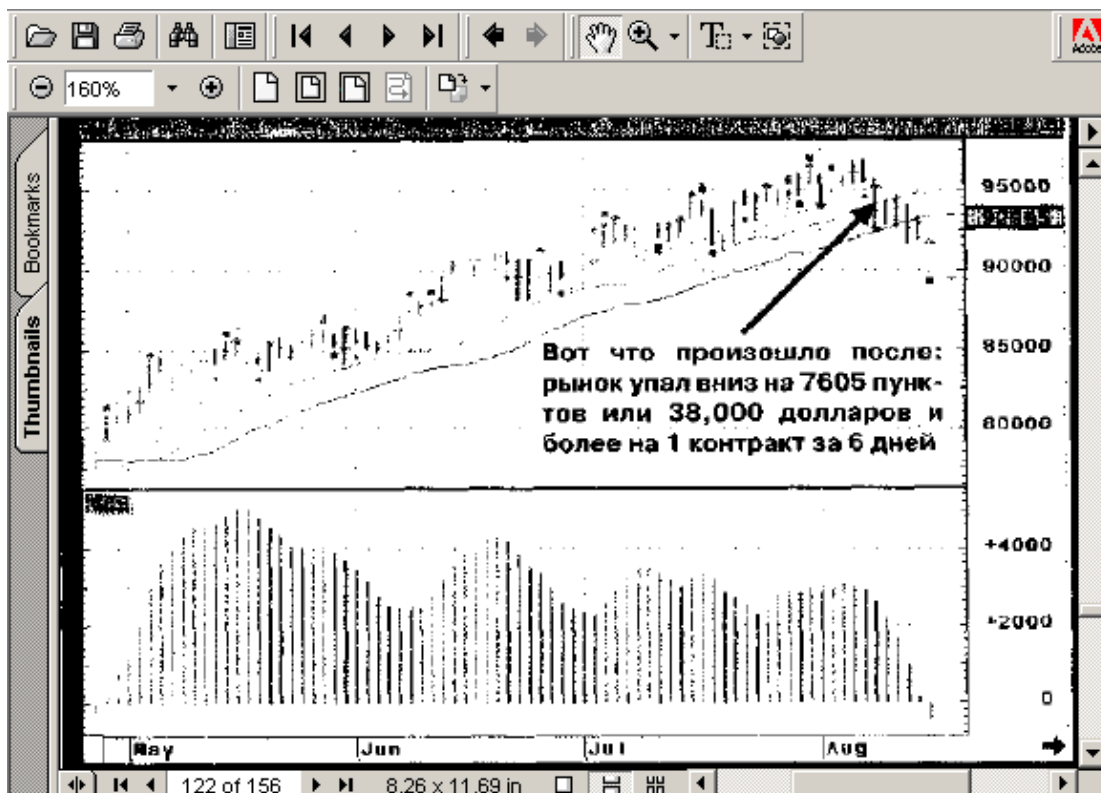 Adobe
160%
Bookmarks
Thumbnails
95000
90000
Вот что произошло после:
рынок упал вниз на 7605 пунк-
тов или 38,000 долларов и
более на 1 контракт за 6 дней
85000
80000
+4000
+2000
0
May Jun Jul Aug
122 of 156 8.26 x 11.69 in